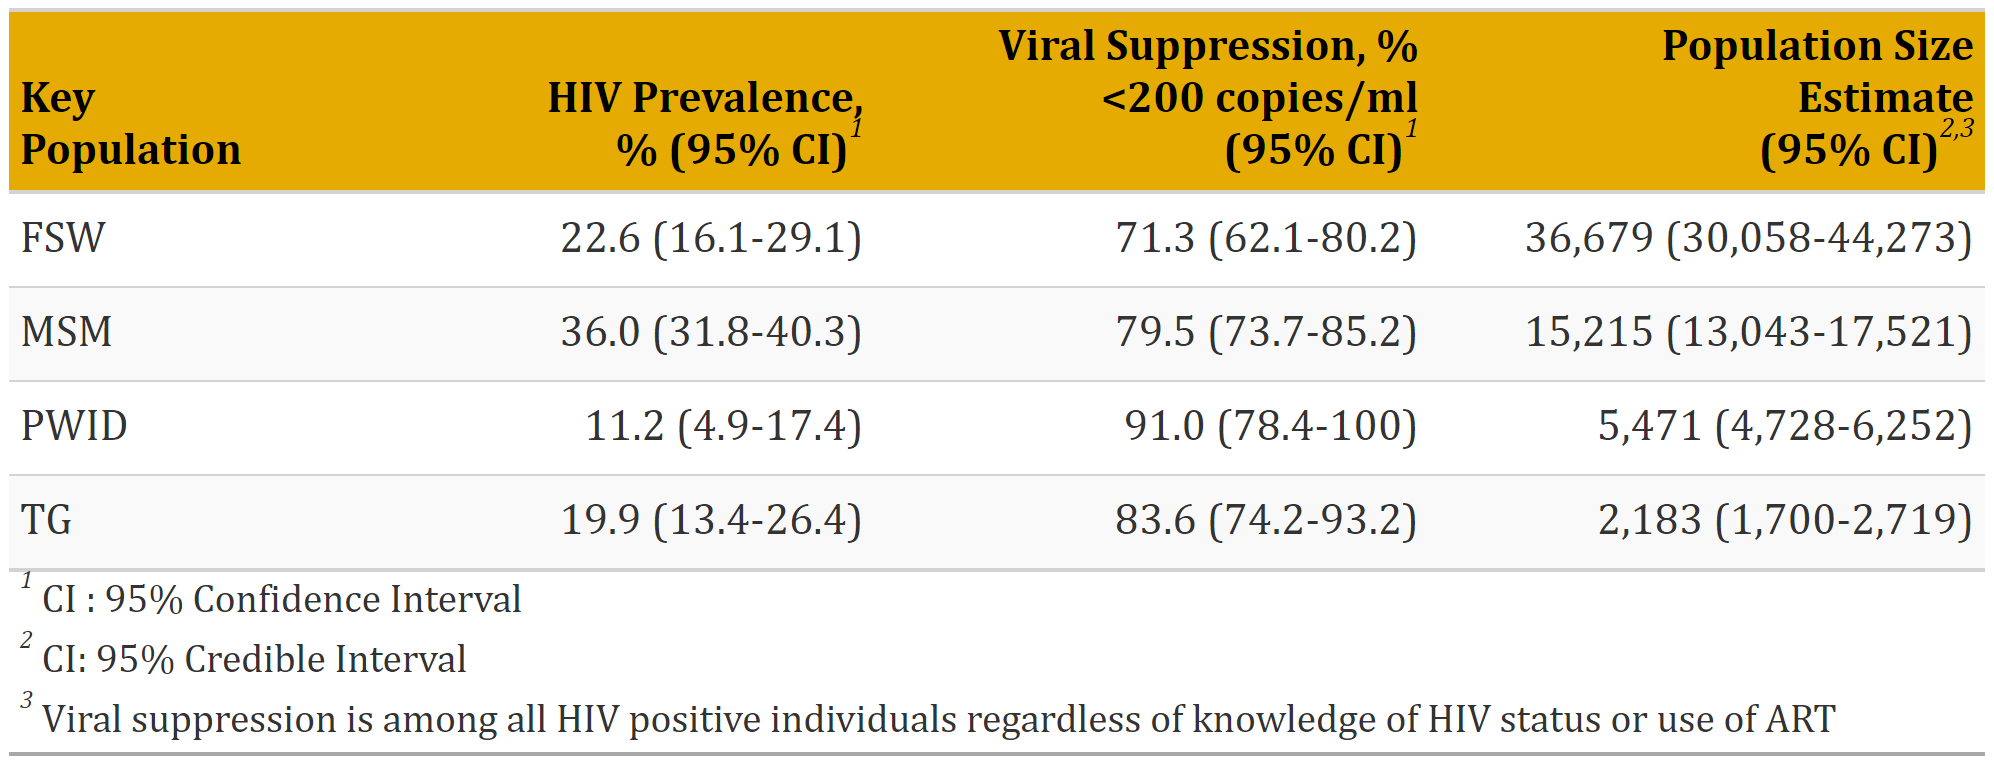 Key Population	HIV Prevalence, % (95% CI)1	Viral Suppression, % <200 copies/ml (95% CI)1	Population Size Estimate (95% CI)2,3
FSW	22.6 (16.1-29.1)	71.3 (62.1-80.2)	36,679 (30,058-44,273)
MSM	36.0 (31.8-40.3)	79.5 (73.7-85.2)	15,215 (13,043-17,521)
PWID	11.2 (4.9-17.4)	91.0 (78.4-100)	5,471 (4,728-6,252)
TG	19.9 (13.4-26.4)	83.6 (74.2-93.2)	2,183 (1,700-2,719)
1 CI : 95% Confidence Interval
2 CI: 95% Credible Interval
3 Viral suppression is among all HIV positive individuals regardless of knowledge of HIV status or use of ART